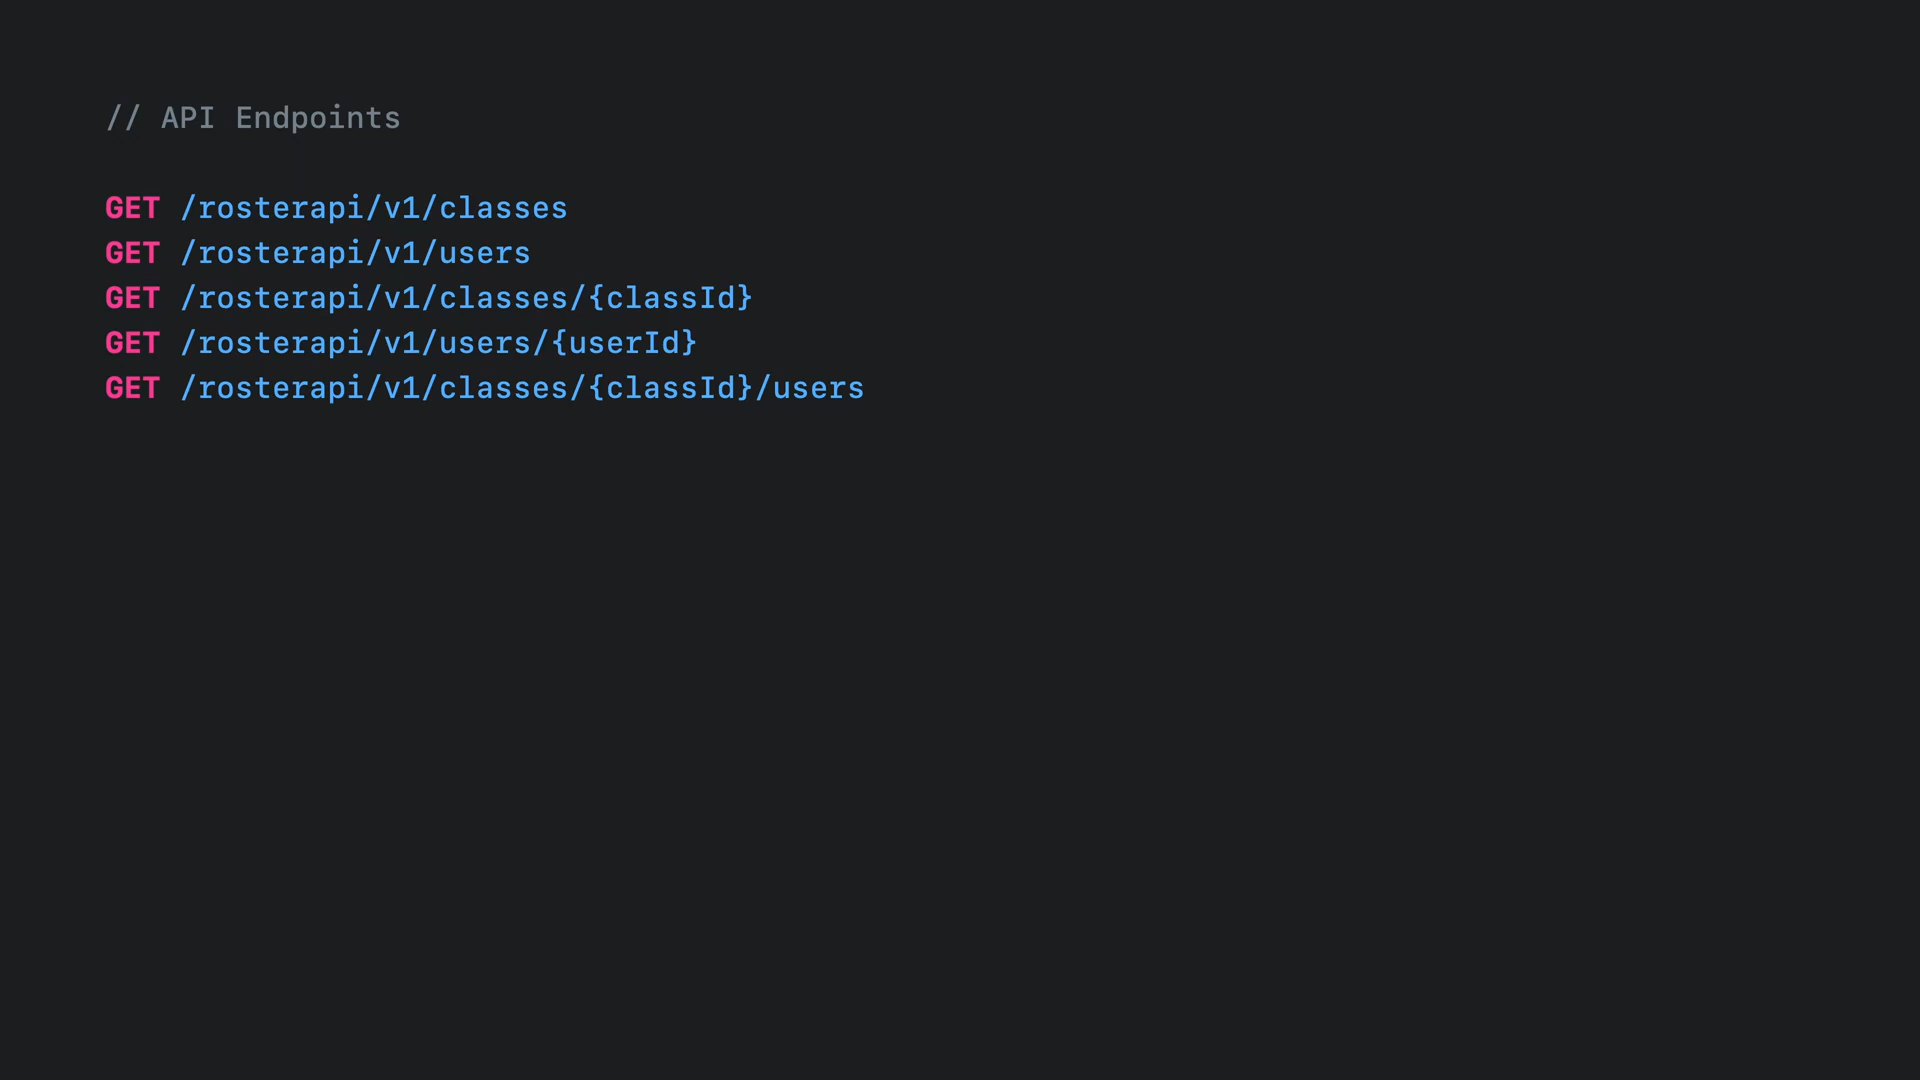 // API Endpoints
GET /rosterapi/v1/classes
GET /rosterapi/v1/users
GET /rosterapi/v1/classes/{classId}
GET /rosterapi/v1/users/{userId}
GET /rosterapi/v1/classes/{classId}/users